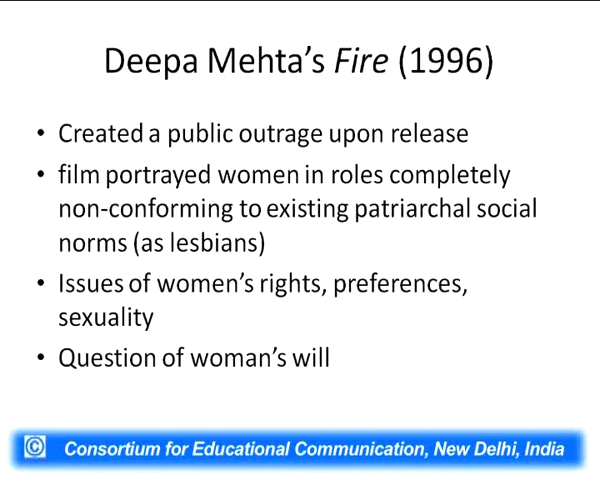 Deepa Mehta's Fire (1996)
• Created a public outrage upon release
• film portrayed women in roles completely
non-conforming to existing patriarchal social
norms (as lesbians)
• Issues of women's rights, preferences,
sexuality
• Question of woman's will
© Consortium for Educational Communication, New Delhi, India